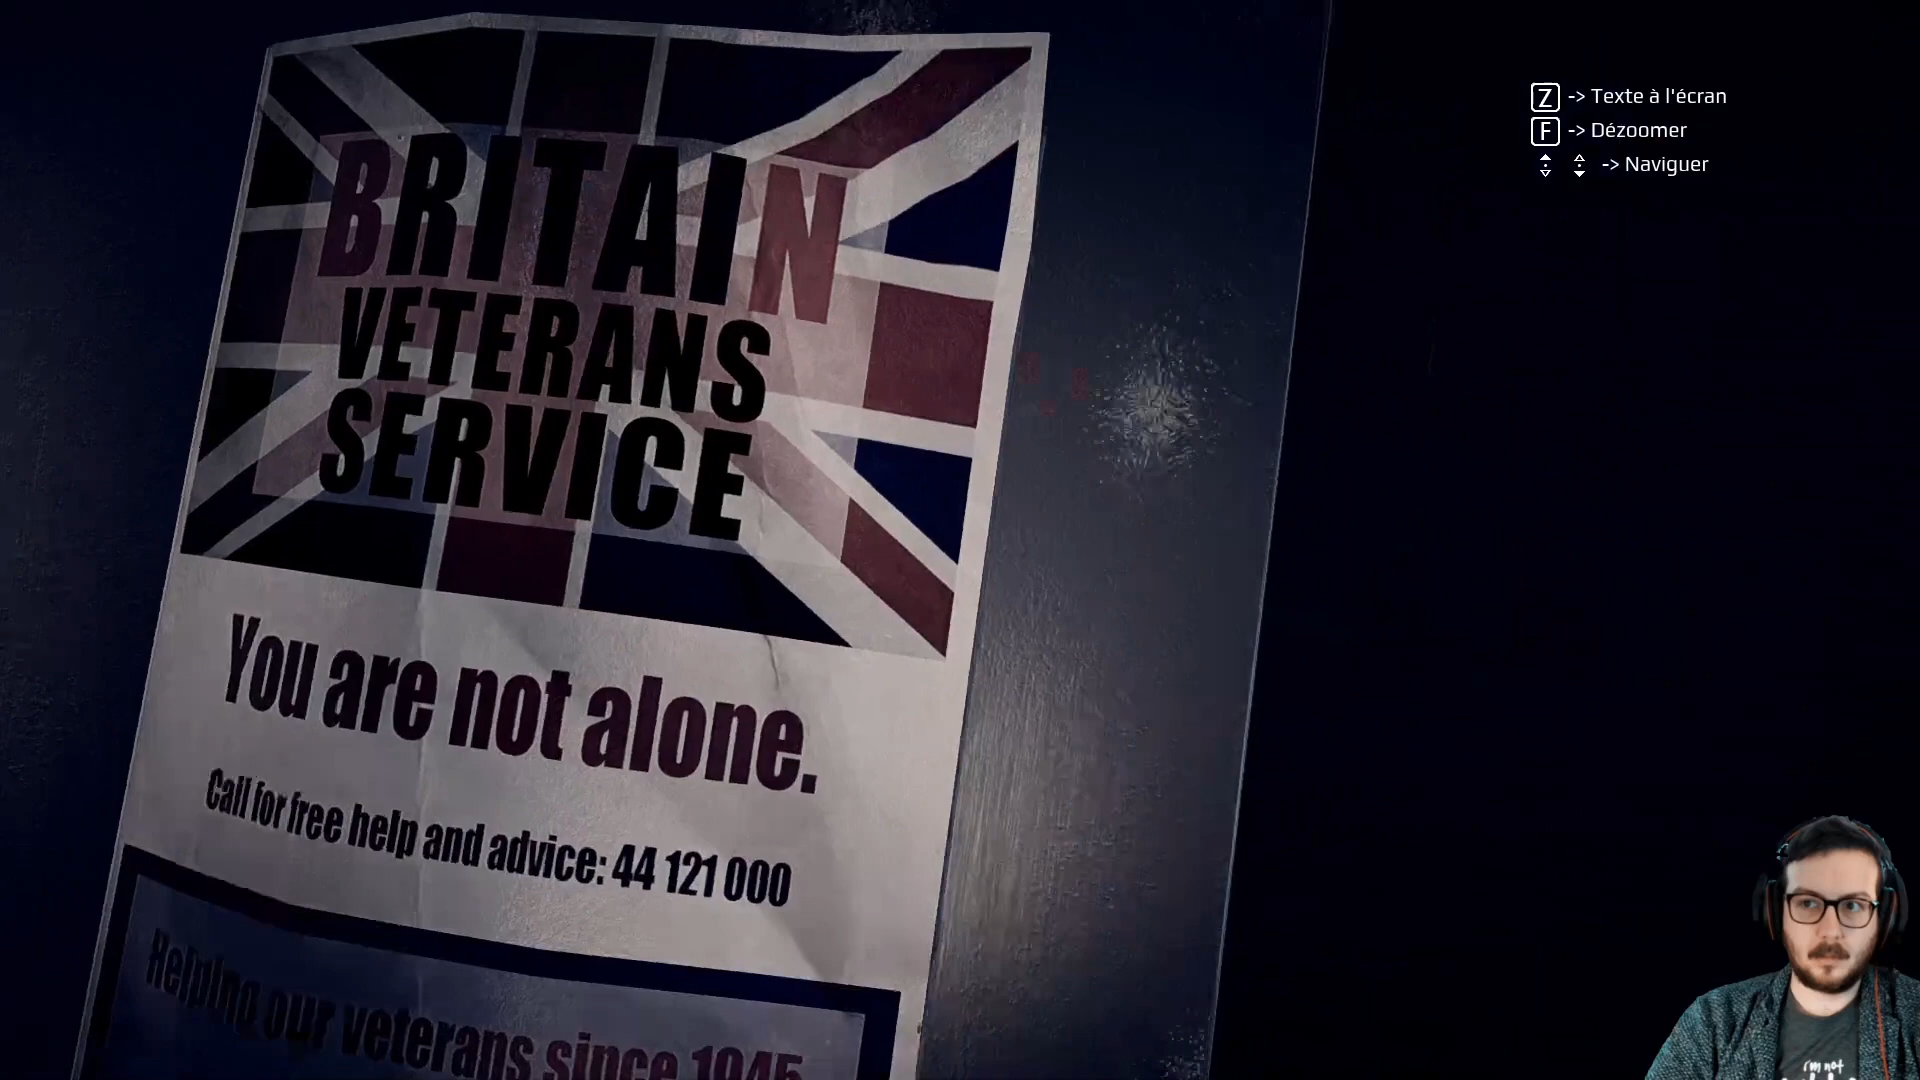 BRITAIN
VETERANS
SERVICE
You are not alone.
Call for free help and advice: 44 121 000
Helping our veterans since 1945
Z -> Texte à l'écran
F -> Dézoomer
-> Naviguer
i'm not